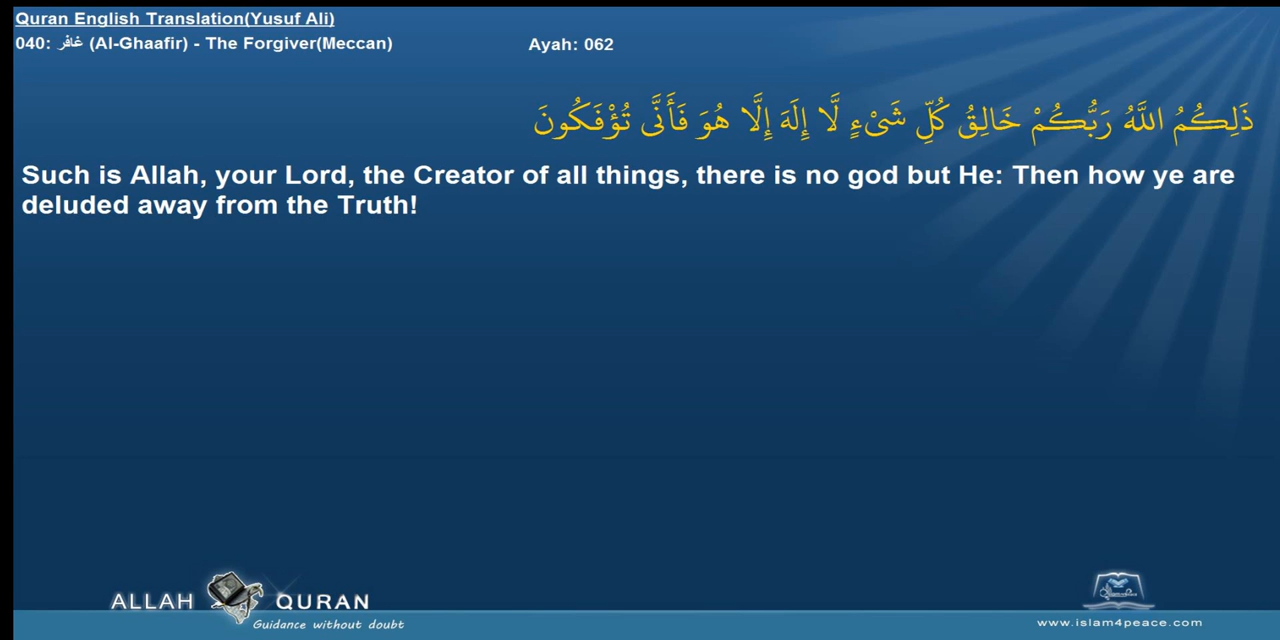 Quran English Translation(Yusuf Ali)
040: غافر (Al-Ghaafir) - The Forgiver(Meccan) Ayah: 062
ذَلِكُمُ اللَّهُ رَبُّكُمْ خَالِقُ كُلِّ شَىْءٍ لَّا إِلَهَ إِلَّا هُوَ فَأَنَّى تُؤْفَكُونَ
Such is Allah, your Lord, the Creator of all things, there is no god but He: Then how ye are
deluded away from the Truth!
ALLAH QURAN
Guidance without doubt
www.islam4peace.com